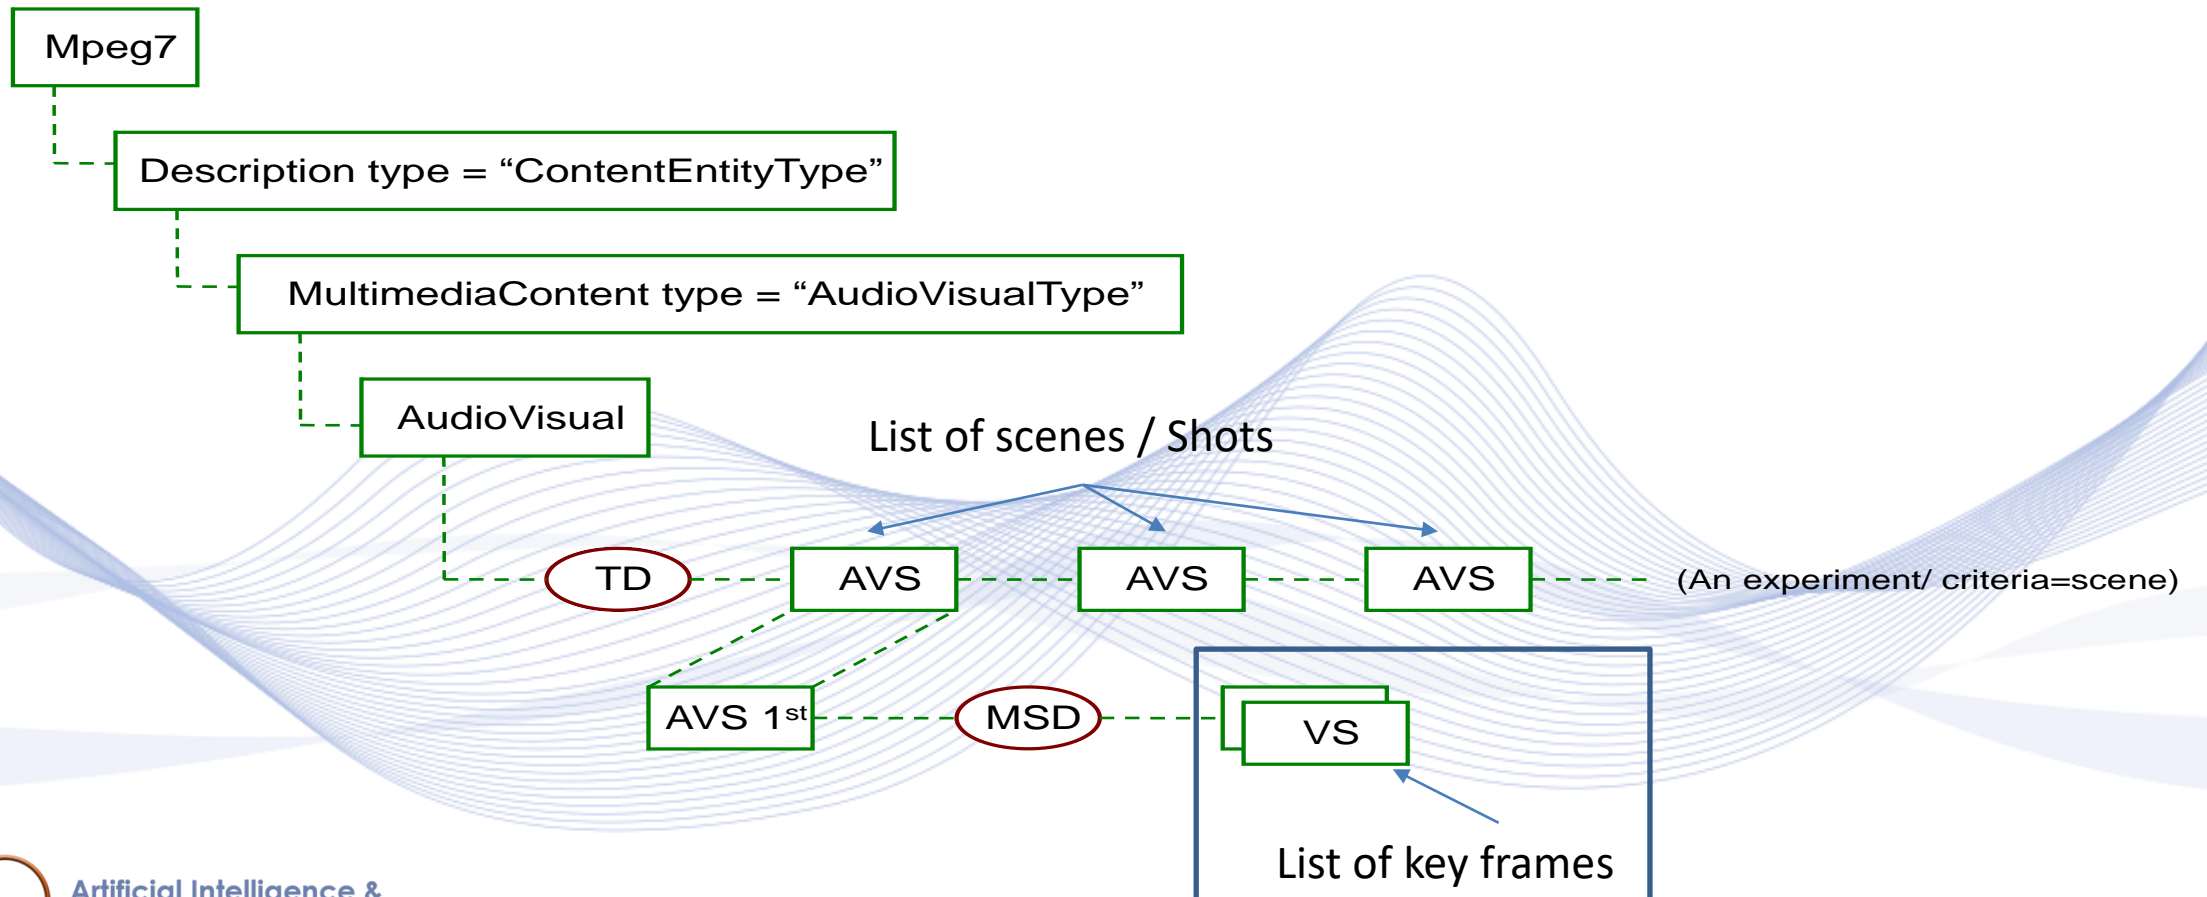 Mpeg7
Description type = “ContentEntityType”
MultimediaContent type = “AudioVisualType”
AudioVisual
List of scenes / Shots
TD
AVS
AVS
AVS
(An experiment/ criteria=scene)
AVS 1st
MSD
VS
List of key frames
Artificial Intelligence &